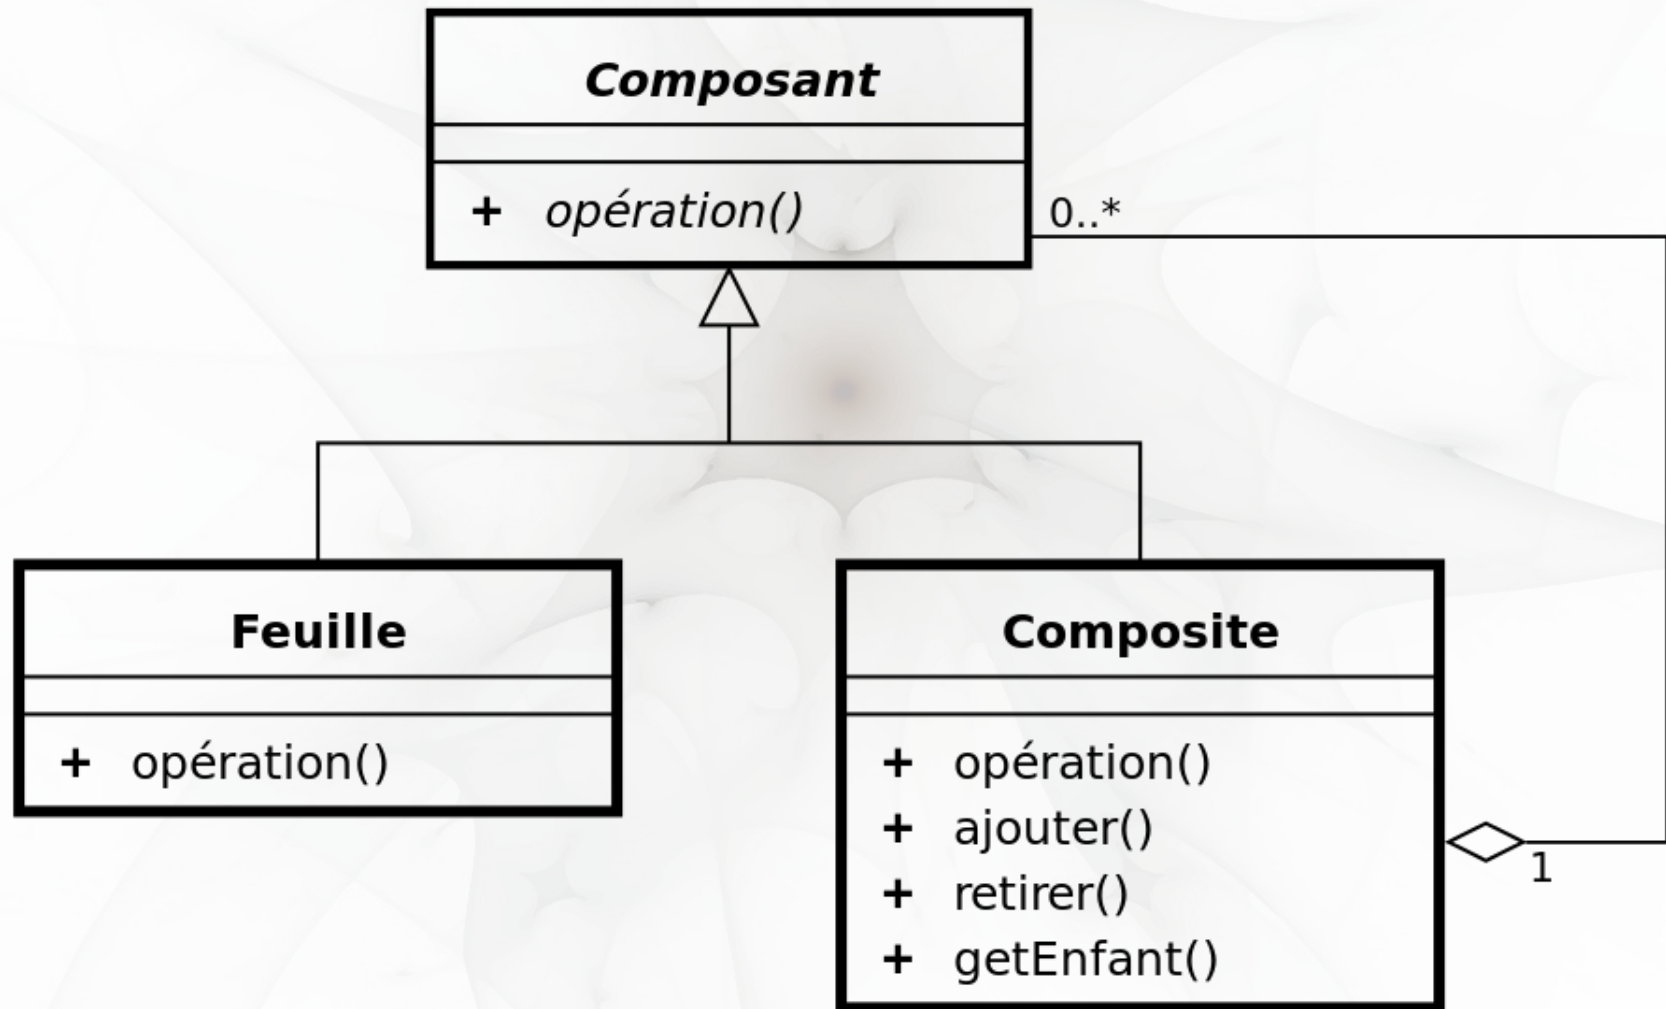 Composant
+ opération()
0..*
Feuille
+ opération()
Composite
+ opération()
+ ajouter()
+ retirer()
+ getEnfant()
1